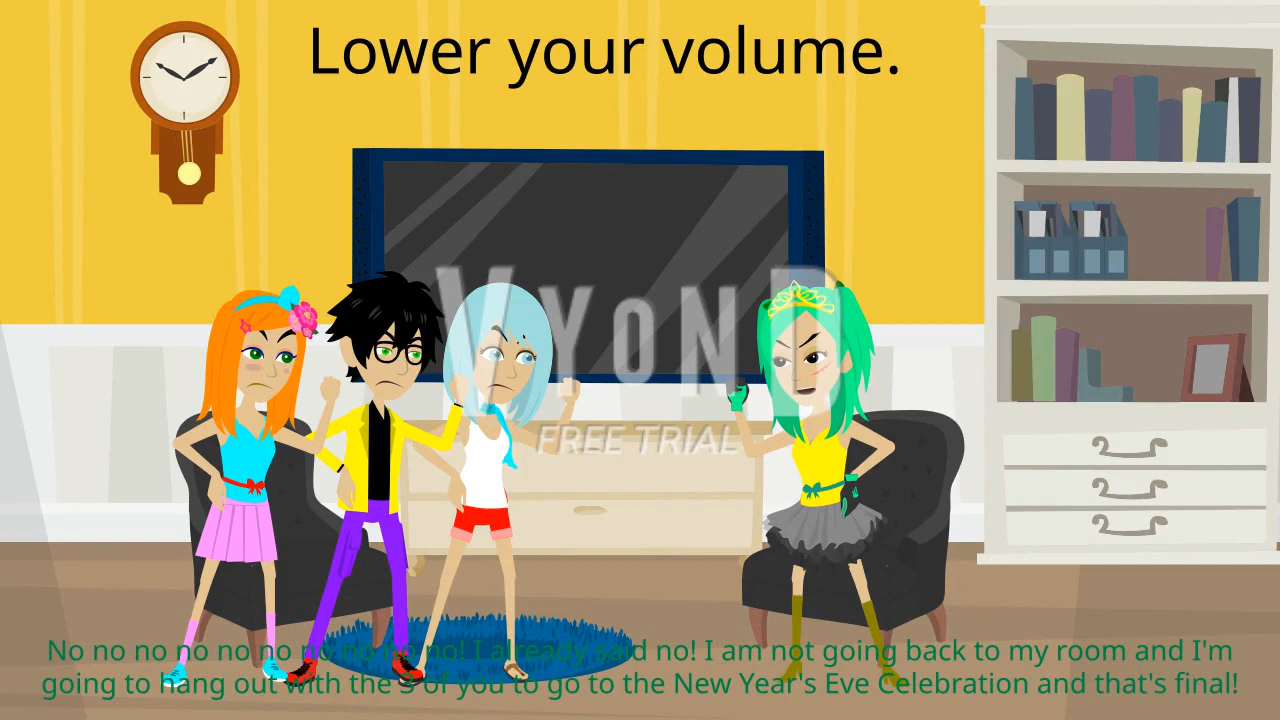 Lower your volume.
VYOND
FREE TRIAL
No no no no no no no no no no! I already said no! I am not going back to my room and I'm
going to hang out with the 3 of you to go to the New Year's Eve Celebration and that's final!